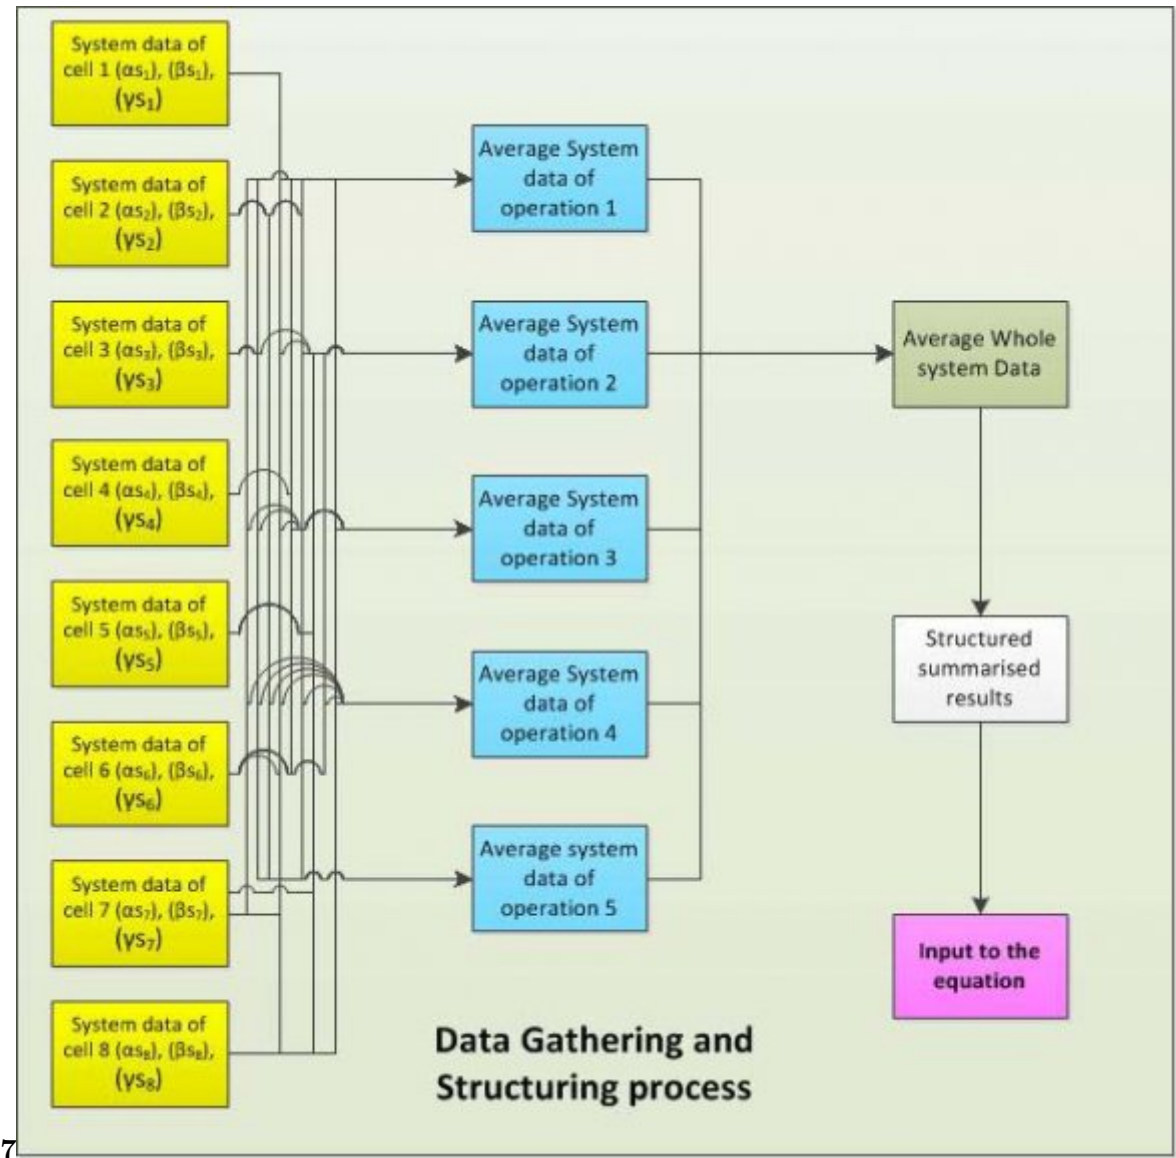 System data of
cell 1 (αs₁), (βs₁),
(γs₁)
System data of
cell 2 (αs₂), (βs₂),
(γs₂)
System data of
cell 3 (αs₃), (βs₃),
(γs₃)
System data of
cell 4 (αs₄), (βs₄),
(γs₄)
System data of
cell 5 (αs₅), (βs₅),
(γs₅)
System data of
cell 6 (αs₆), (βs₆),
(γs₆)
System data of
cell 7 (αs₇), (βs₇),
(γs₇)
System data of
cell 8 (αs₈), (βs₈),
(γs₈)
Average System
data of
operation 1
Average System
data of
operation 2
Average System
data of
operation 3
Average System
data of
operation 4
Average system
data of
operation 5
Average Whole
system Data
Structured
summarised
results
Input to the
equation
Data Gathering and
Structuring process
7